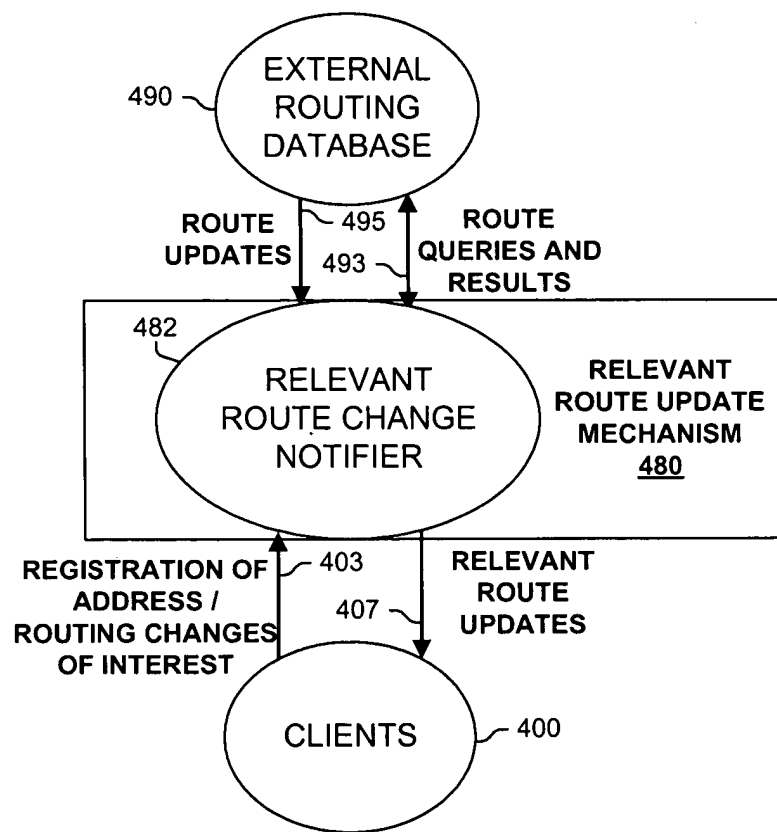 EXTERNAL
ROUTING
DATABASE
490
495
ROUTE
UPDATES
ROUTE
QUERIES AND
RESULTS
493
482
RELEVANT
ROUTE CHANGE
NOTIFIER
RELEVANT
ROUTE UPDATE
MECHANISM
480
REGISTRATION OF
ADDRESS /
ROUTING CHANGES
OF INTEREST
403
407
RELEVANT
ROUTE
UPDATES
CLIENTS
400